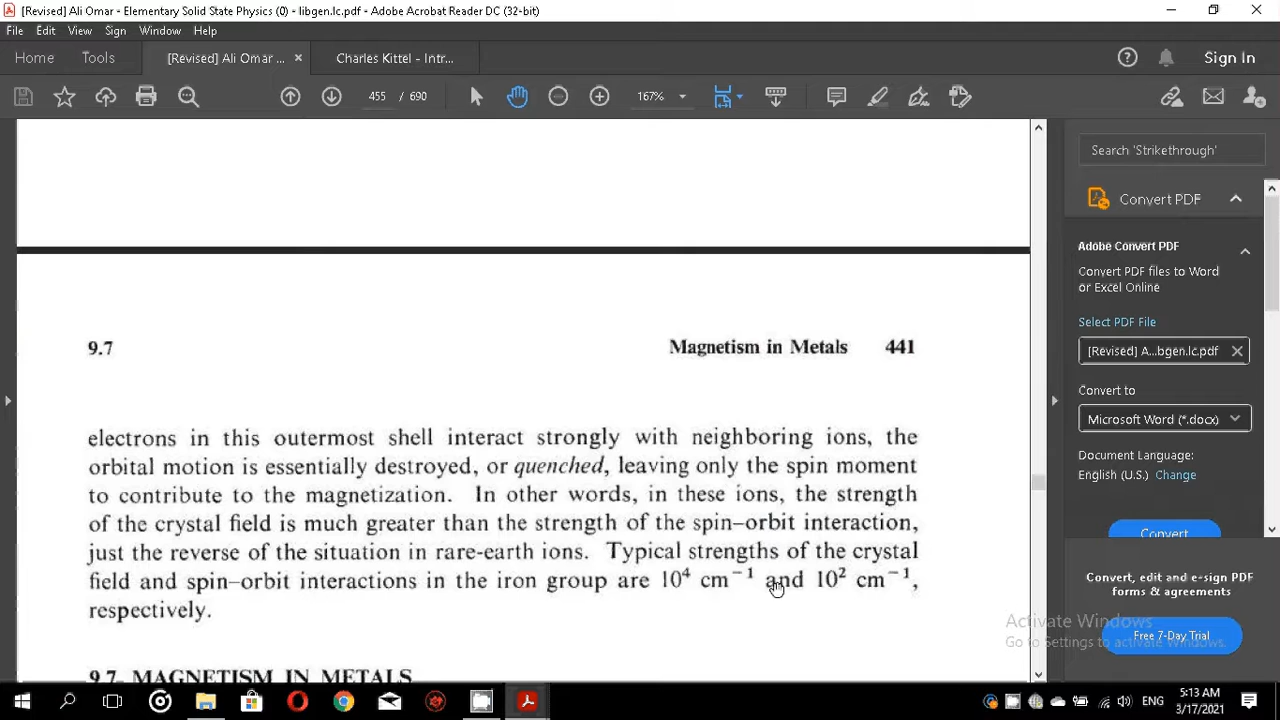 [Revised] Ali Omar - Elementary Solid State Physics (0) - libgen.lc.pdf - Adobe Acrobat Reader DC (32-bit)
File Edit View Sign Window Help
Home Tools [Revised] Ali Omar ... × Charles Kittel - Intr... Sign In
455 / 690 167%
Search 'Strikethrough'
Convert PDF
Adobe Convert PDF
Convert PDF files to Word
or Excel Online
Select PDF File
[Revised] A...bgen.lc.pdf
Convert to
Microsoft Word (*.docx)
Document Language:
English (U.S.) Change
Convert
Convert, edit and e-sign PDF
forms & agreements
Free 7-Day Trial
9.7 Magnetism in Metals 441
electrons in this outermost shell interact strongly with neighboring ions, the
orbital motion is essentially destroyed, or quenched, leaving only the spin moment
to contribute to the magnetization. In other words, in these ions, the strength
of the crystal field is much greater than the strength of the spin–orbit interaction,
just the reverse of the situation in rare-earth ions. Typical strengths of the crystal
field and spin–orbit interactions in the iron group are 10⁴ cm⁻¹ and 10² cm⁻¹,
respectively.
9.7 MAGNETISM IN METALS
Activate Windows
Go to Settings to activate Windows.
ENG
5:13 AM
3/17/2021